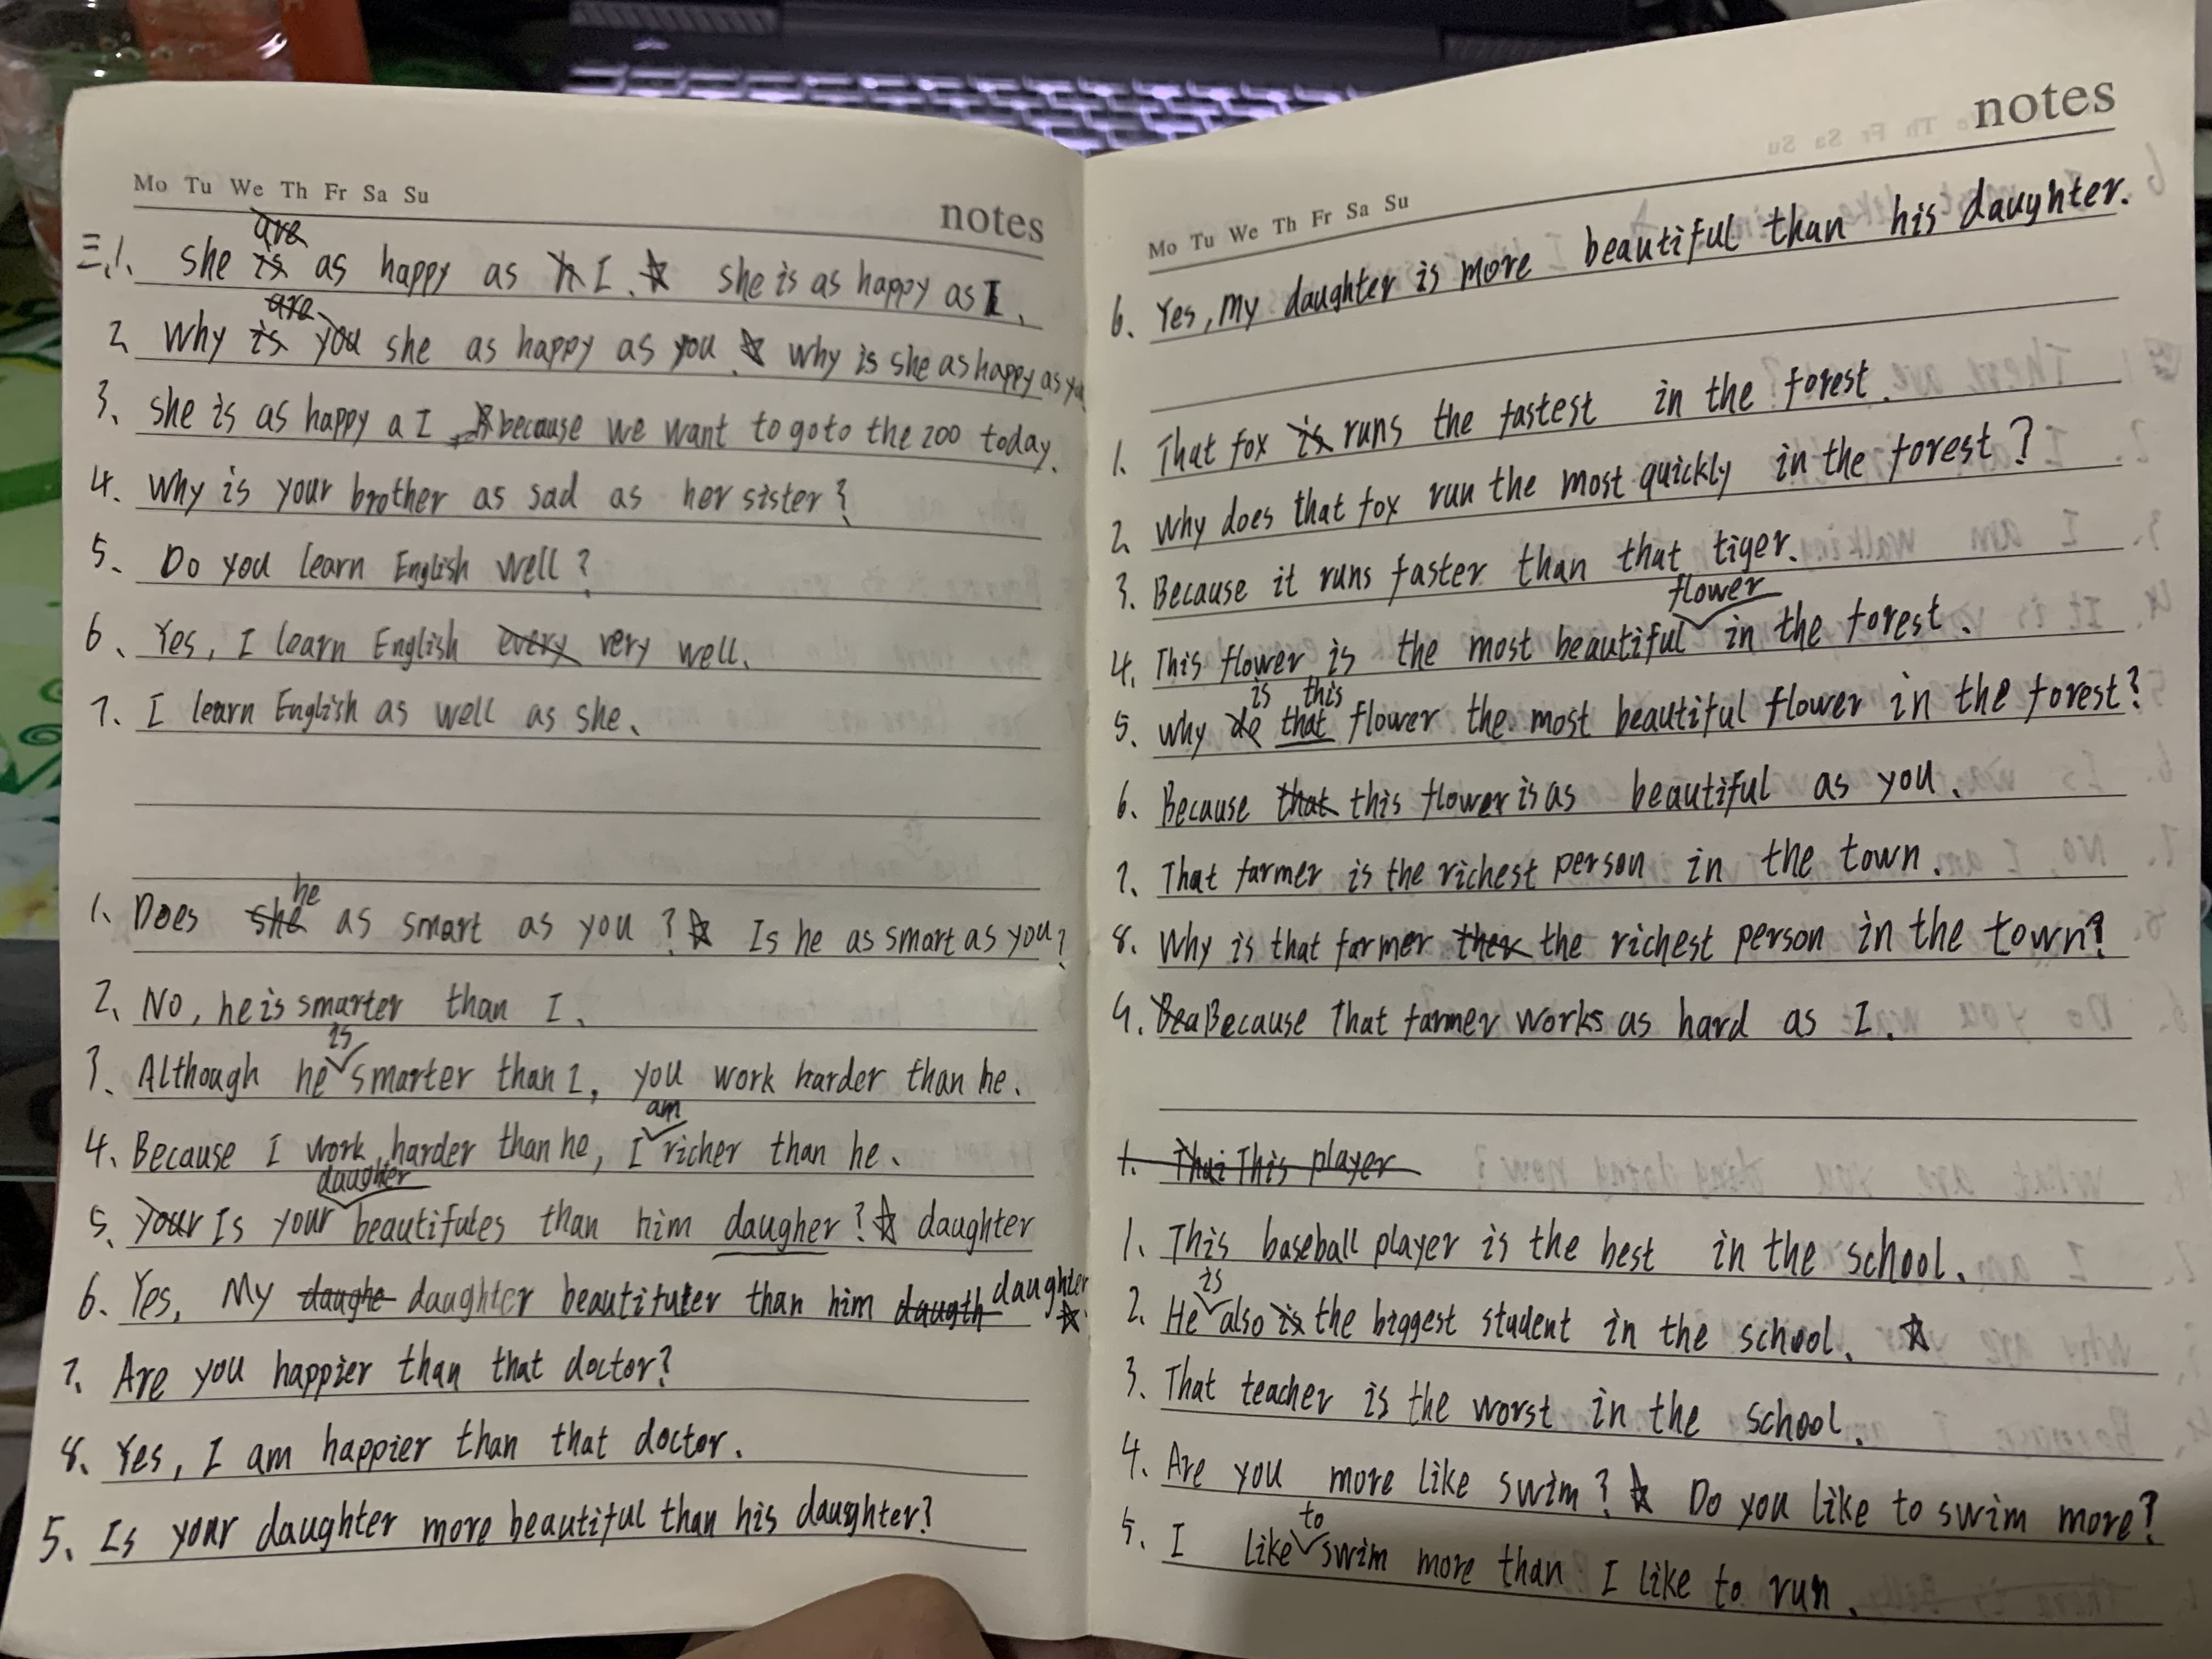 Mo Tu We Th Fr Sa Su
notes
三.1. she is are as happy as I. ☆ she is as happy as I.
2. Why is are you she as happy as you. ☆ why is she as happy as you
3. she is as happy a I because we want to go to the zoo today.
4. Why is your brother as sad as her sister?
5. Do you learn English well?
6. Yes, I learn English every very well.
7. I learn English as well as she.
1. Does she he as smart as you? ☆ Is he as smart as you?
2. No, he is smarter than I.
3. Although he is smarter than I, you work harder than he.
4. Because I work harder than he, I am richer than he.
5. your Is your daughter beautifules than him daugher? ☆ daughter
6. Yes, My daughe daughter beautifuler than him daugth daughter ☆.
7. Are you happier than that doctor?
8. Yes, I am happier than that doctor.
5. Is your daughter more beautiful than his daughter?
notes
Mo Tu We Th Fr Sa Su
6. Yes, my daughter is more beautiful than his daughter.
1. That fox is runs the fastest in the forest.
2. Why does that fox run the most quickly in the forest?
3. Because it runs faster than that tiger.
4. This flower is the most beautiful flower in the forest.
5. Why de is that this flower the most beautiful flower in the forest?
6. Because that this flower is as beautiful as you.
7. That farmer is the richest person in the town.
8. Why is that farmer ther the richest person in the town?
9. Bea Because That farmer works as hard as I.
1. Thai This player
1. This baseball player is the best in the school.
2. He is also is the biggest student in the school. ☆
3. That teacher is the worst in the school.
4. Are you more like swim? ☆ Do you like to swim more?
5. I like to swim more than I like to run.